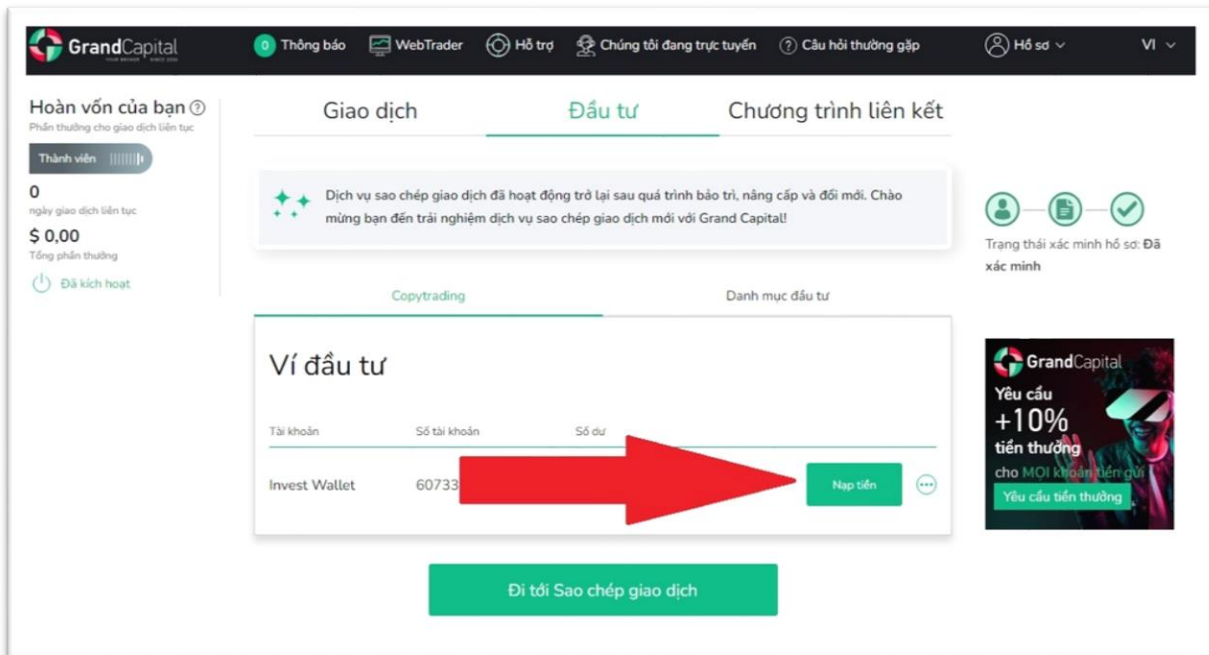 GrandCapital
0 Thông báo
WebTrader
Hỗ trợ
Chúng tôi đang trực tuyến
? Câu hỏi thường gặp
Hồ sơ
VI
Hoàn vốn của bạn ?
Phần thưởng cho giao dịch liên tục
Thành viên
0
ngày giao dịch liên tục
$ 0,00
Tổng phần thưởng
Đã kích hoạt
Giao dịch
Đầu tư
Chương trình liên kết
Dịch vụ sao chép giao dịch đã hoạt động trở lại sau quá trình bảo trì, nâng cấp và đổi mới. Chào
mừng bạn đến trải nghiệm dịch vụ sao chép giao dịch mới với Grand Capital!
Copytrading
Danh mục đầu tư
Ví đầu tư
Tài khoản
Số tài khoản
Số dư
Invest Wallet
60733
Nạp tiền
Đi tới Sao chép giao dịch
Trạng thái xác minh hồ sơ: Đã
xác minh
GrandCapital
Yêu cầu
+10%
tiền thưởng
cho MỌI khoản tiền gửi
Yêu cầu tiền thưởng